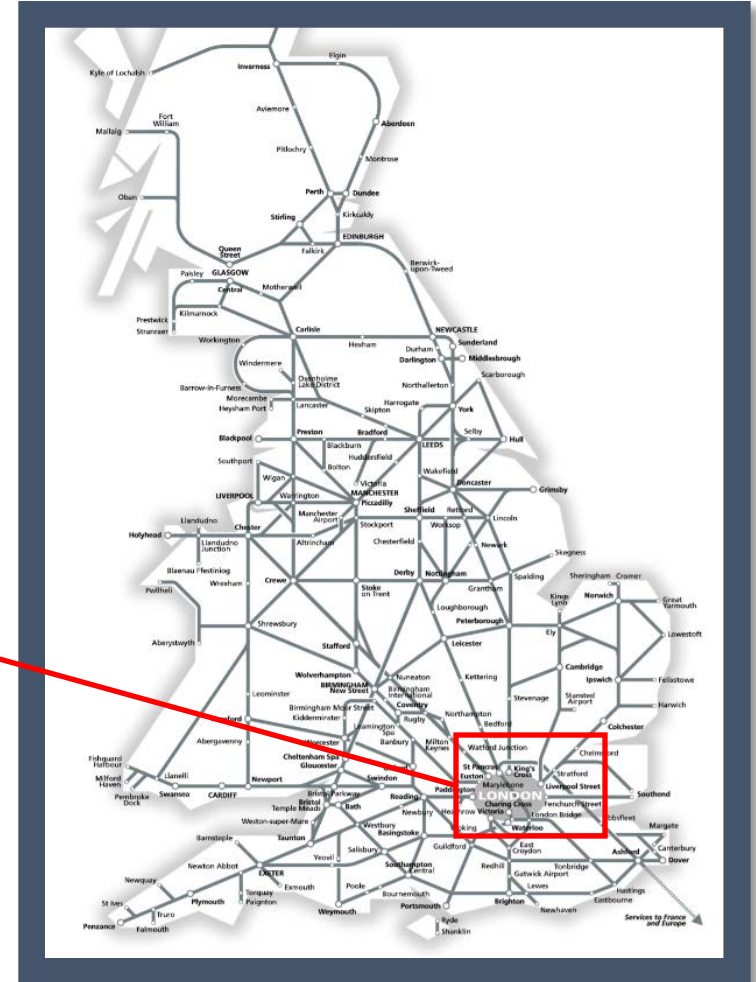 Elgin
Inverness
Kyle of Lochalsh
Aviemore
Fort
William
Aberdeen
Mallaig
Pitlochry
Montrose
Perth
Dundee
Oban
Stirling
Kirkcaldy
EDINBURGH
Queen
Street
Falkirk
Berwick-
upon-Tweed
Paisley
GLASGOW
Central
Motherwell
Kilmarnock
Prestwick
Stranraer
Carlisle
NEWCASTLE
Workington
Hexham
Durham
Sunderland
Darlington
Middlesbrough
Windermere
Scarborough
Oxenholme
Lake District
Northallerton
Barrow-in-Furness
Morecambe
Heysham Port
Lancaster
Harrogate
York
Skipton
Blackpool
Preston
Bradford
Selby
Hull
Blackburn
LEEDS
Huddersfield
Southport
Bolton
Wakefield
Wigan
Victoria
MANCHESTER
Piccadilly
Doncaster
Grimsby
LIVERPOOL
Warrington
Sheffield
Retford
Manchester
Airport
Stockport
Worksop
Lincoln
Llandudno
Holyhead
Chester
Llandudno
Junction
Altrincham
Chesterfield
Newark
Skegness
Blaenau Ffestiniog
Derby
Nottingham
Spalding
Sheringham
Cromer
Pwllheli
Wrexham
Crewe
Stoke
on Trent
Grantham
Kings
Lynn
Norwich
Great
Yarmouth
Loughborough
Peterborough
Shrewsbury
Ely
Lowestoft
Aberystwyth
Stafford
Leicester
Wolverhampton
Cambridge
BIRMINGHAM
New Street
Nuneaton
Birmingham
International
Kettering
Ipswich
Felixstowe
Leominster
Stevenage
Stansted
Airport
Birmingham Moor Street
Coventry
Harwich
Kidderminster
Rugby
Northampton
Leamington
Spa
Bedford
Colchester
Abergavenny
Worcester
Banbury
Milton
Keynes
Watford Junction
Chelmsford
Fishguard
Harbour
Cheltenham Spa
Gloucester
St Pancras
King's
Cross
Stratford
Euston
Milford
Haven
Llanelli
Swindon
Paddington
Marylebone
Liverpool Street
Pembroke
Dock
Swansea
CARDIFF
Newport
Bristol Parkway
Reading
LONDON
Southend
Bristol
Temple Meads
Bath
Charing Cross
Fenchurch Street
Newbury
Victoria
London Bridge
Weston-super-Mare
Westbury
Waterloo
Margate
Barnstaple
Taunton
Basingstoke
Woking
East
Croydon
Canterbury
Salisbury
Guildford
Ashford
Dover
Newton Abbot
Yeovil
Southampton
Central
Redhill
Tonbridge
EXETER
Gatwick Airport
Newquay
Exmouth
Poole
Lewes
Hastings
Torquay
Paignton
Bournemouth
Eastbourne
St Ives
Plymouth
Weymouth
Portsmouth
Brighton
Newhaven
Truro
Penzance
Falmouth
Ryde
Shanklin
Services to France
and Europe